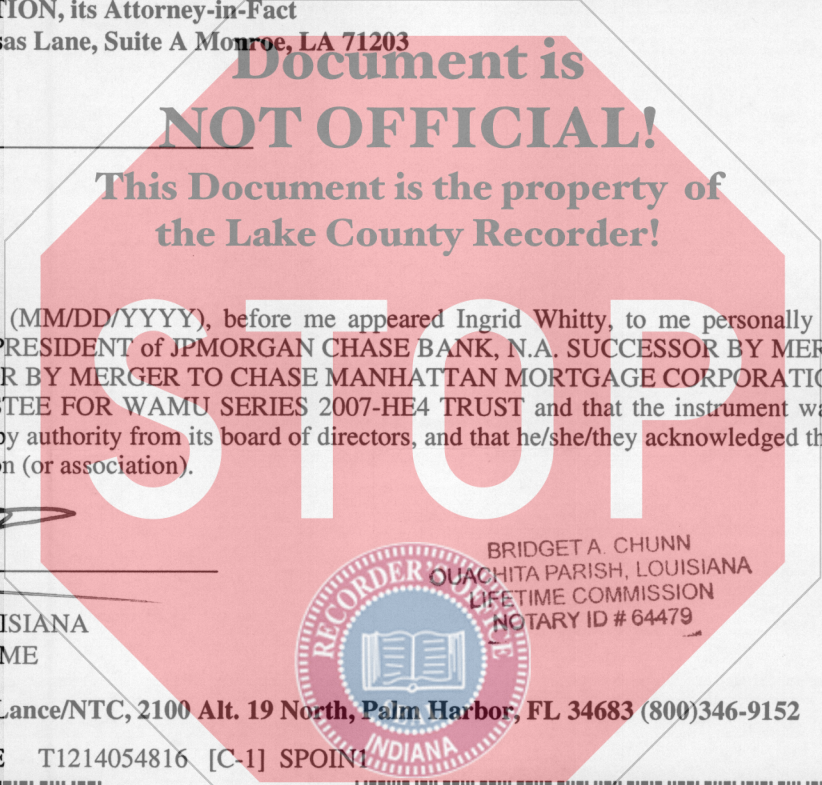 TION, its Attorney-in-Fact
sas Lane, Suite A Monroe, LA 71203
Document is
NOT OFFICIAL!
This Document is the property of
the Lake County Recorder!
STOP
(MM/DD/YYYY), before me appeared Ingrid Whitty, to me personally
PRESIDENT of JPMORGAN CHASE BANK, N.A. SUCCESSOR BY MER
R BY MERGER TO CHASE MANHATTAN MORTGAGE CORPORATIO
STEE FOR WAMU SERIES 2007-HE4 TRUST and that the instrument wa
by authority from its board of directors, and that he/she/they acknowledged th
n (or association).
BRIDGET A. CHUNN
OUACHITA PARISH, LOUISIANA
LIFETIME COMMISSION
NOTARY ID # 64479
RECORDER'S OFFICE
SEAL
INDIANA
ISIANA
ME
Lance/NTC, 2100 Alt. 19 North, Palm Harbor, FL 34683 (800)346-9152
E T1214054816 [C-1] SPOIN1